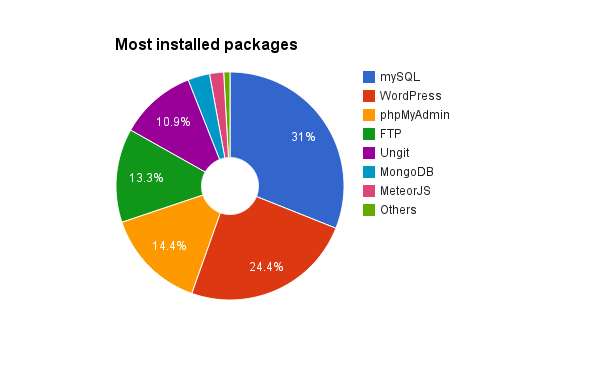 Most installed packages
mySQL
WordPress
phpMyAdmin
FTP
Ungit
MongoDB
MeteorJS
Others
31%
24.4%
14.4%
13.3%
10.9%